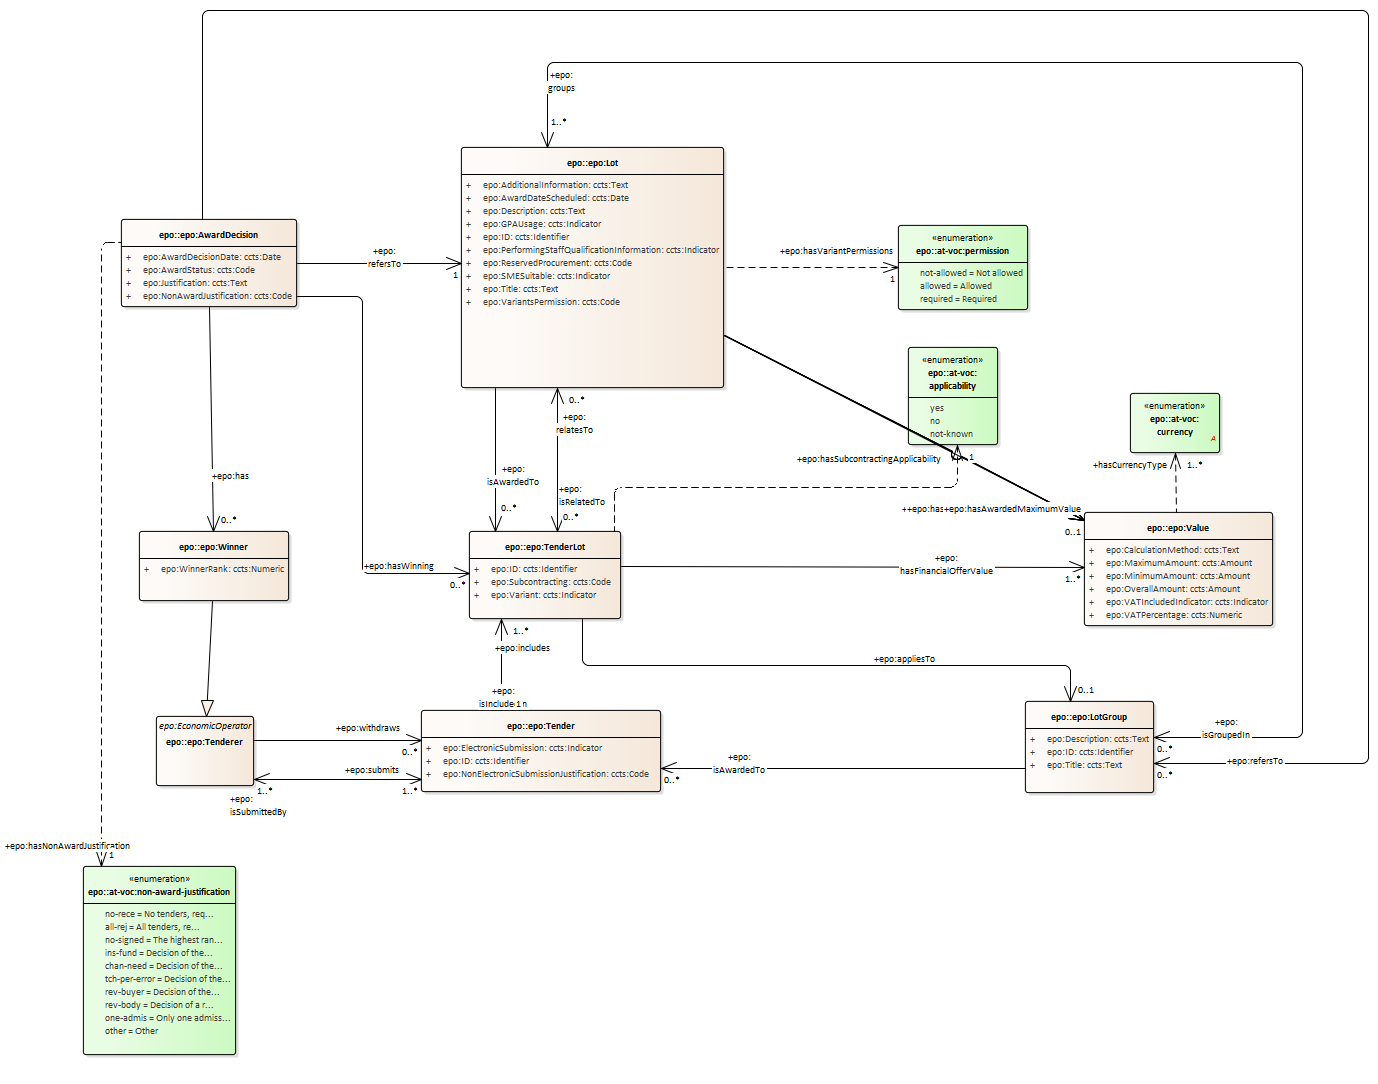 +epo:
groups
1..*
epo::epo:Lot
+ epo:AdditionalInformation: ccts:Text
+ epo:AwardDateScheduled: ccts:Date
+ epo:Description: ccts:Text
+ epo:GPAUsage: ccts:Indicator
+ epo:ID: ccts:Identifier
+ epo:PerformingStaffQualificationInformation: ccts:Indicator
+ epo:ReservedProcurement: ccts:Code
+ epo:SMESuitable: ccts:Indicator
+ epo:Title: ccts:Text
+ epo:VariantsPermission: ccts:Code
epo::epo:AwardDecision
+ epo:AwardDecisionDate: ccts:Date
+ epo:AwardStatus: ccts:Code
+ epo:Justification: ccts:Text
+ epo:NonAwardJustification: ccts:Code
+epo:
refersTo
1
+epo:hasVariantPermissions
1
«enumeration»
epo::at-voc:permission
not-allowed = Not allowed
allowed = Allowed
required = Required
«enumeration»
epo::at-voc:
applicability
yes
no
not-known
«enumeration»
epo::at-voc:
currency
A
0..*
+epo:
relatesTo
+epo:hasSubcontractingApplicability
1
+hasCurrencyType
1..*
+epo:has
0..*
+epo:
isAwardedTo
0..*
+epo:
isRelatedTo
0..*
++epo:has+epo:hasAwardedMaximumValue
0..1
epo::epo:Winner
+ epo:WinnerRank: ccts:Numeric
+epo:hasWinning
0..*
epo::epo:TenderLot
+ epo:ID: ccts:Identifier
+ epo:Subcontracting: ccts:Code
+ epo:Variant: ccts:Indicator
+epo:
hasFinancialOfferValue
1..*
epo::epo:Value
+ epo:CalculationMethod: ccts:Text
+ epo:MaximumAmount: ccts:Amount
+ epo:MinimumAmount: ccts:Amount
+ epo:OverallAmount: ccts:Amount
+ epo:VATIncludedIndicator: ccts:Indicator
+ epo:VATPercentage: ccts:Numeric
1..*
+epo:includes
+epo:
+epo:appliesTo
0..1
epo:EconomicOperator
epo::epo:Tenderer
+epo:withdraws
0..*
+epo:submits
1..*
1..*
+epo:
isSubmittedBy
epo::epo:Tender
+ epo:ElectronicSubmission: ccts:Indicator
+ epo:ID: ccts:Identifier
+ epo:NonElectronicSubmissionJustification: ccts:Code
+epo:
isAwardedTo
0..*
epo::epo:LotGroup
+ epo:Description: ccts:Text
+ epo:ID: ccts:Identifier
+ epo:Title: ccts:Text
+epo:
isGroupedIn
0..*
+epo:refersTo
0..*
+epo:hasNonAwardJustification
1
«enumeration»
epo::at-voc:non-award-justification
no-rece = No tenders, req...
all-rej = All tenders, re...
no-signed = The highest ran...
ins-fund = Decision of the...
chan-need = Decision of the...
tch-per-error = Decision of the...
rev-buyer = Decision of the...
rev-body = Decision of a r...
one-admis = Only one admiss...
other = Other